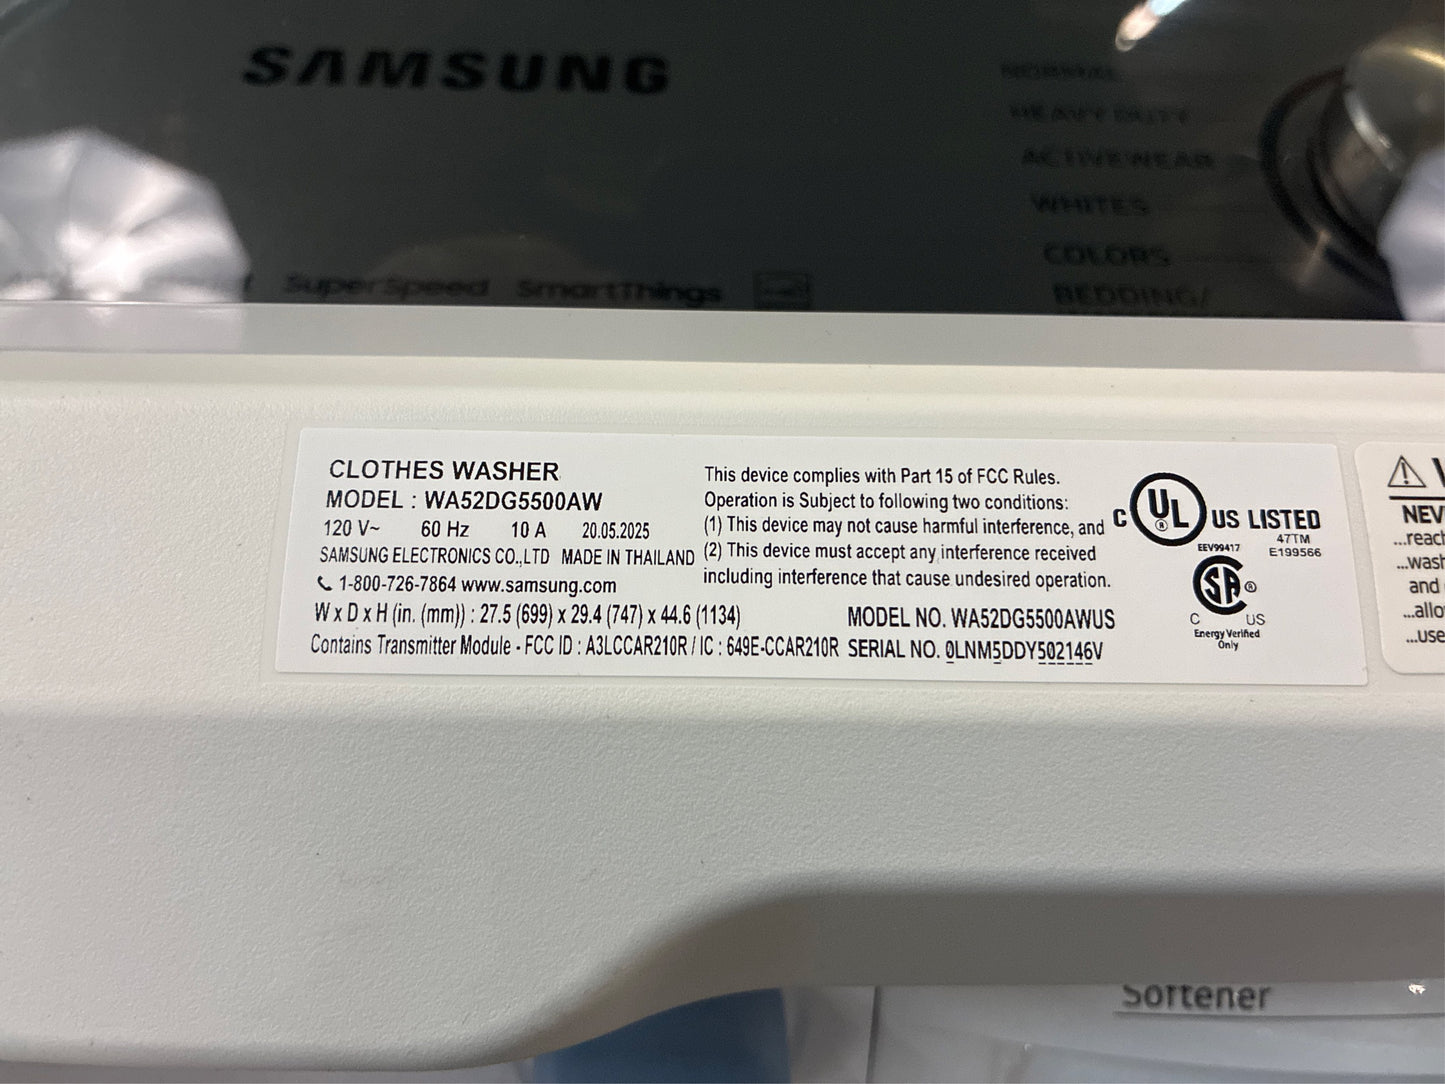 SAMSUNG
NORMAL
HEAVY DUTY
ACTIVEWEAR
WHITES
COLORS
BEDDING/
SuperSpeed SmartThings
CLOTHES WASHER
MODEL : WA52DG5500AW
120 V~ 60 Hz 10 A 20.05.2025
SAMSUNG ELECTRONICS CO.,LTD MADE IN THAILAND
1-800-726-7864 www.samsung.com
W x D x H (in. (mm)) : 27.5 (699) x 29.4 (747) x 44.6 (1134)
Contains Transmitter Module - FCC ID : A3LCCAR210R / IC : 649E-CCAR210R
This device complies with Part 15 of FCC Rules.
Operation is Subject to following two conditions:
(1) This device may not cause harmful interference, and
(2) This device must accept any interference received
including interference that cause undesired operation.
MODEL NO. WA52DG5500AWUS
SERIAL NO. 0LNM5DDY502146V
C UL ® US LISTED
47TM
E199566
EEV99417
SA ®
C US
Energy Verified
Only
NEV
...reach
...wash
and
...allo
...use
Softener